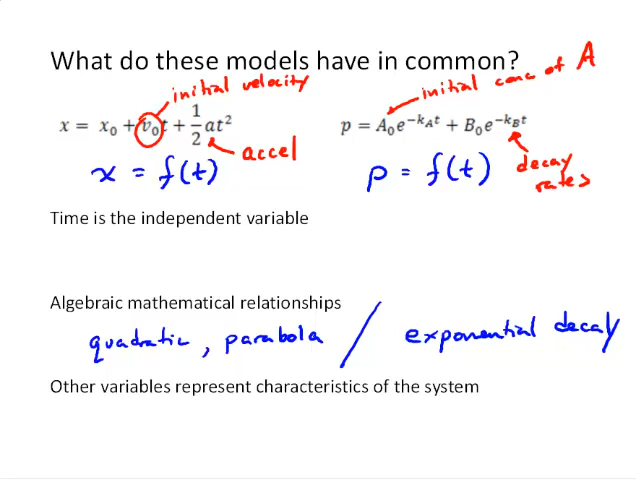 What do these models have in common?
initial velocity
initial conc of A
x = x₀ + v₀t + 1/2 at²
p = A₀e^(-k_A t) + B₀e^(-k_B t)
accel
x = f(t)
p = f(t)
decay
rates
Time is the independent variable
Algebraic mathematical relationships
quadratic, parabola / exponential decay
Other variables represent characteristics of the system